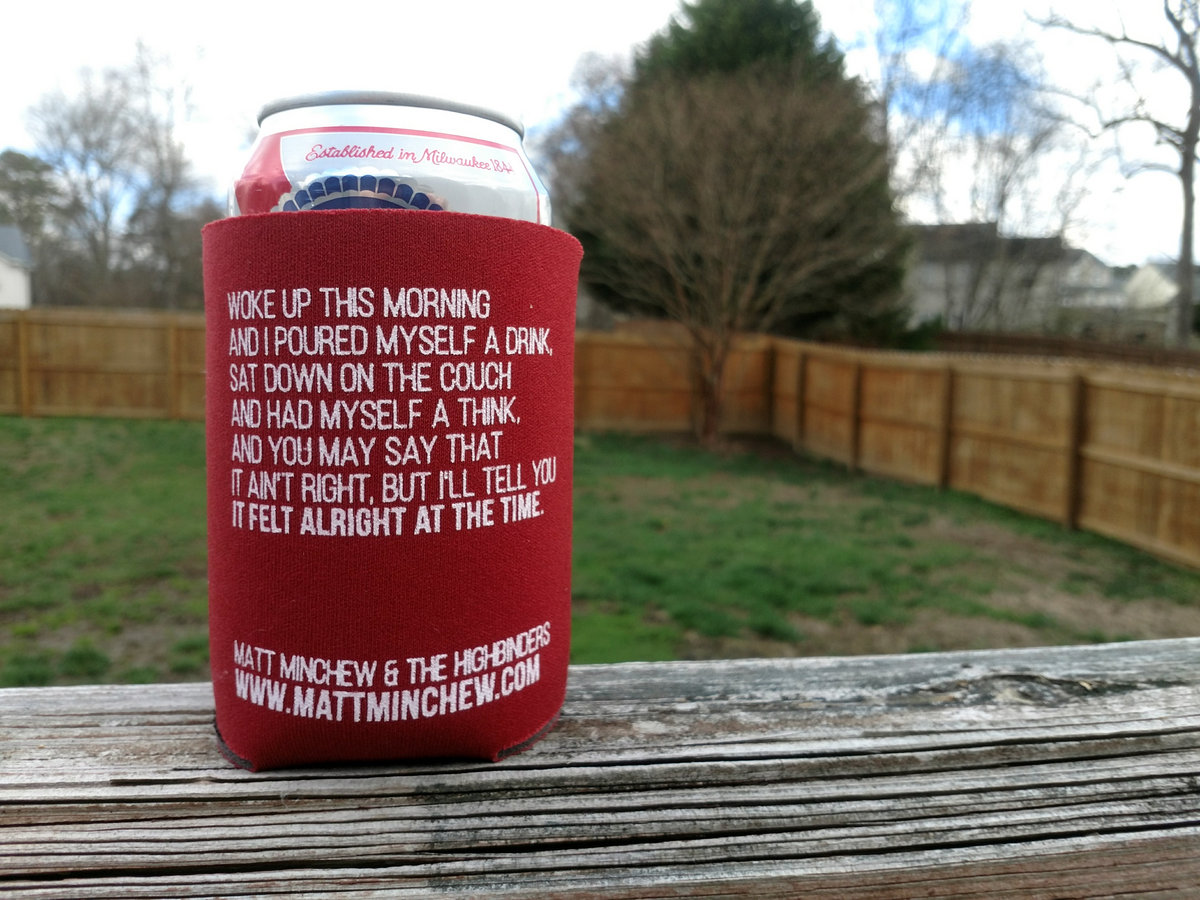 Established in Milwaukee 184
WOKE UP THIS MORNING
AND I POURED MYSELF A DRINK,
SAT DOWN ON THE COUCH
AND HAD MYSELF A THINK,
AND YOU MAY SAY THAT
IT AIN'T RIGHT, BUT I'LL TELL YOU
IT FELT ALRIGHT AT THE TIME.
MATT MINCHEW & THE HIGHBINDERS
WWW.MATTMINCHEW.COM